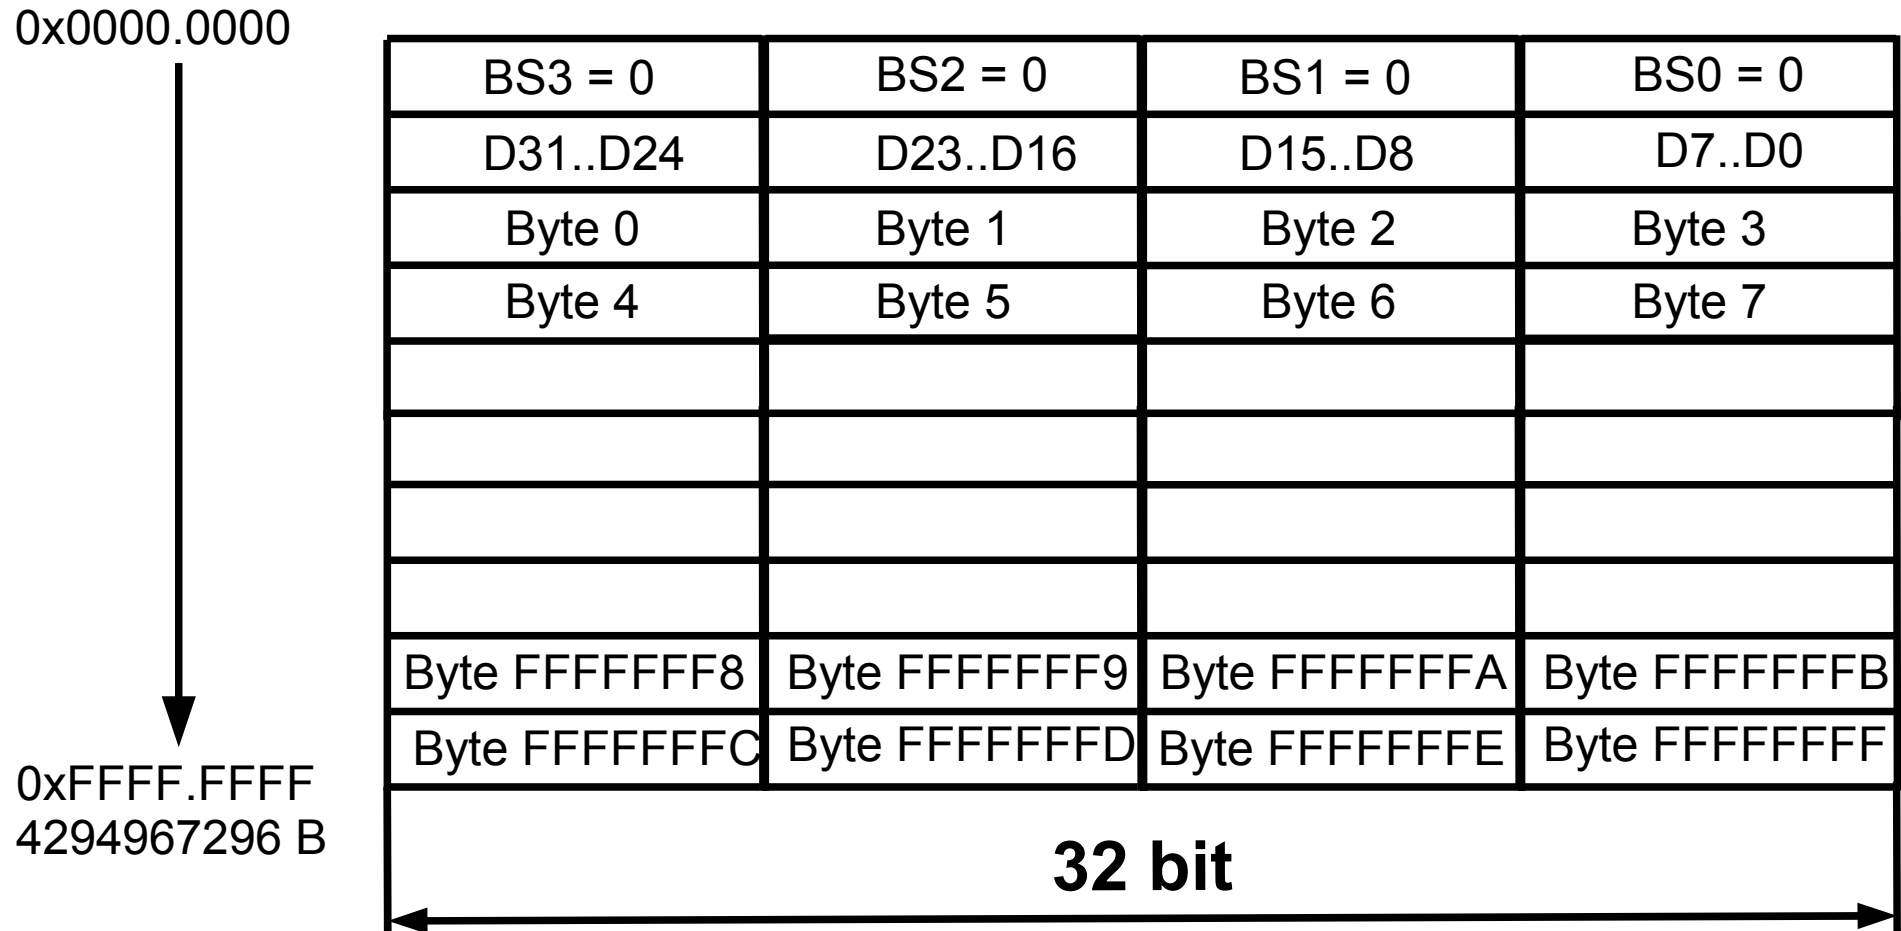 0x0000.0000
BS3 = 0 BS2 = 0 BS1 = 0 BS0 = 0
D31..D24 D23..D16 D15..D8 D7..D0
Byte 0 Byte 1 Byte 2 Byte 3
Byte 4 Byte 5 Byte 6 Byte 7
Byte FFFFFFF8 Byte FFFFFFF9 Byte FFFFFFFA Byte FFFFFFFB
Byte FFFFFFFC Byte FFFFFFFD Byte FFFFFFFE Byte FFFFFFFF
0xFFFF.FFFF
4294967296 B
32 bit